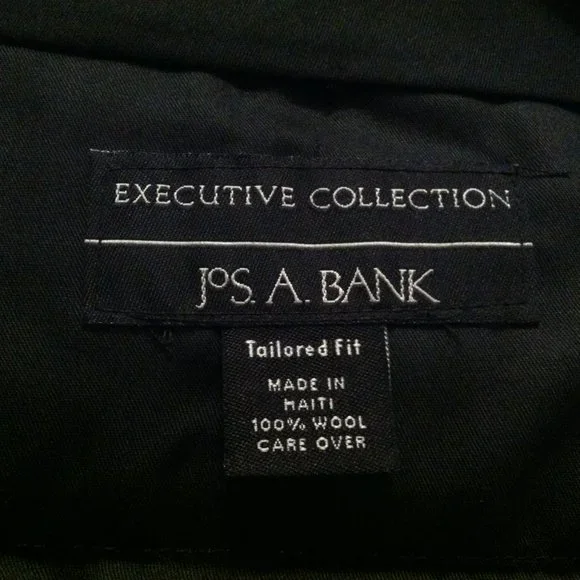 EXECUTIVE COLLECTION
JOS. A. BANK
Tailored Fit
MADE IN
HAITI
100% WOOL
CARE OVER